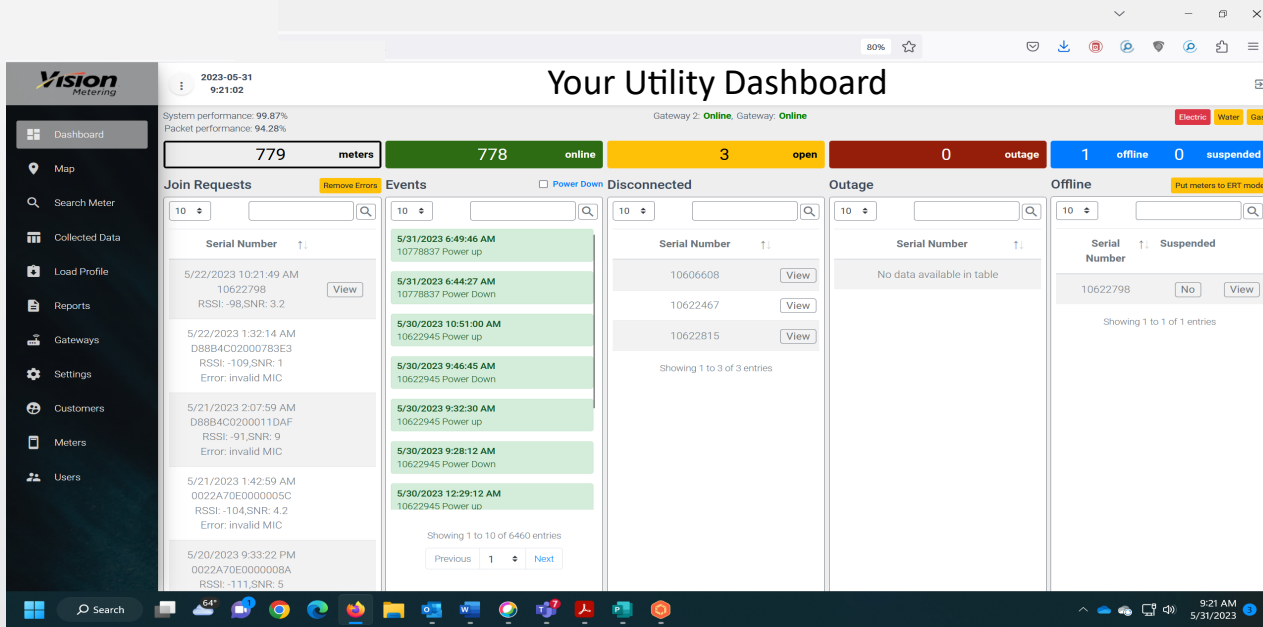 80%
Vision
Metering
2023-05-31
9:21:02
Your Utility Dashboard
System performance: 99.87%
Packet performance: 94.28%
Gateway 2: Online, Gateway: Online
Electric
Water
Gas
Dashboard
Map
Search Meter
Collected Data
Load Profile
Reports
Gateways
Settings
Customers
Meters
Users
779 meters
778 online
3 open
0 outage
1 offline 0 suspended
Join Requests
Remove Errors
10
Serial Number ↑↓
5/22/2023 10:21:49 AM
10622798
RSSI: -98,SNR: 3.2
View
5/22/2023 1:32:14 AM
D88B4C02000783E3
RSSI: -109,SNR: 1
Error: invalid MIC
5/21/2023 2:07:59 AM
D88B4C0200011DAF
RSSI: -91,SNR: 9
Error: invalid MIC
5/21/2023 1:42:59 AM
0022A70E0000005C
RSSI: -104,SNR: 4.2
Error: invalid MIC
5/20/2023 9:33:22 PM
0022A70E0000008A
RSSI: -111,SNR: 5
Events
Power Down
10
5/31/2023 6:49:46 AM
10778837 Power up
5/31/2023 6:44:27 AM
10778837 Power Down
5/30/2023 10:51:00 AM
10622945 Power up
5/30/2023 9:46:45 AM
10622945 Power Down
5/30/2023 9:32:30 AM
10622945 Power up
5/30/2023 9:28:12 AM
10622945 Power Down
5/30/2023 12:29:12 AM
10622945 Power up
Showing 1 to 10 of 6460 entries
Previous 1 Next
Disconnected
10
Serial Number ↑↓
10606608 View
10622467 View
10622815 View
Showing 1 to 3 of 3 entries
Outage
10
Serial Number ↑↓
No data available in table
Offline
Put meters to ERT mode
10
Serial Number ↑↓ Suspended
10622798 No View
Showing 1 to 1 of 1 entries
Search
64°
1
7
9:21 AM
5/31/2023
3